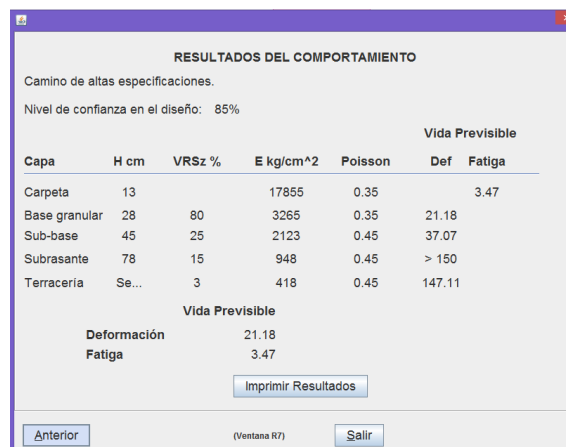 RESULTADOS DEL COMPORTAMIENTO
Camino de altas especificaciones.
Nivel de confianza en el diseño: 85%
Vida Previsible
Capa H cm VRSz % E kg/cm^2 Poisson Def Fatiga
Carpeta 13 17855 0.35 3.47
Base granular 28 80 3265 0.35 21.18
Sub-base 45 25 2123 0.45 37.07
Subrasante 78 15 948 0.45 > 150
Terracería Se... 3 418 0.45 147.11
Vida Previsible
Deformación 21.18
Fatiga 3.47
Imprimir Resultados
Anterior (Ventana R7) Salir